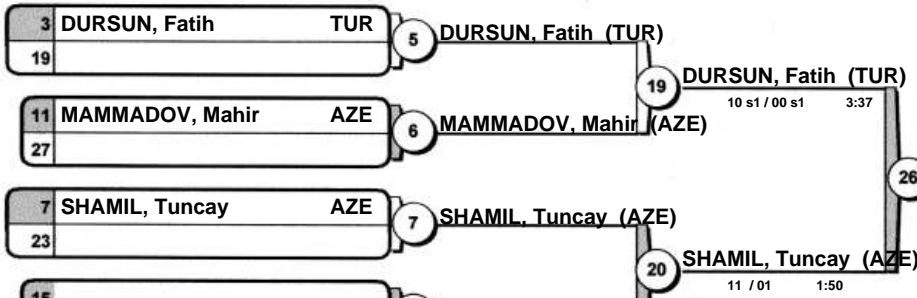 3 DURSUN, Fatih TUR
19
5 DURSUN, Fatih (TUR)
11 MAMMADOV, Mahir AZE
27
6 MAMMADOV, Mahir (AZE)
19 DURSUN, Fatih (TUR)
10 s1 / 00 s1 3:37
7 SHAMIL, Tuncay AZE
23
7 SHAMIL, Tuncay (AZE)
15
20 SHAMIL, Tuncay (AZE)
11 / 01 1:50
26